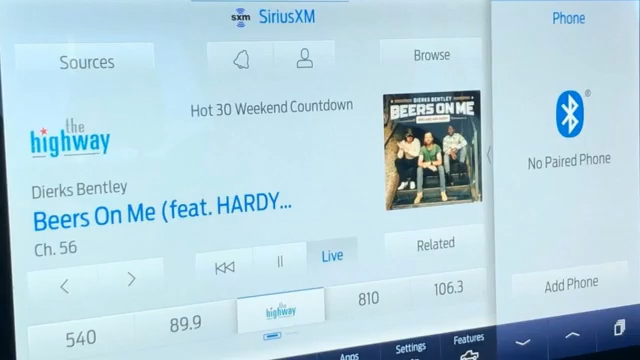 sxm SiriusXM
Phone
Sources
Browse
Hot 30 Weekend Countdown
the
highway
DIERKS BENTLEY
BEERS ON ME
®
No Paired Phone
Dierks Bentley
Beers On Me (feat. HARDY...
Ch. 56
Live
Related
Add Phone
540
89.9
the
highway
810
106.3
Apps
Settings
Features